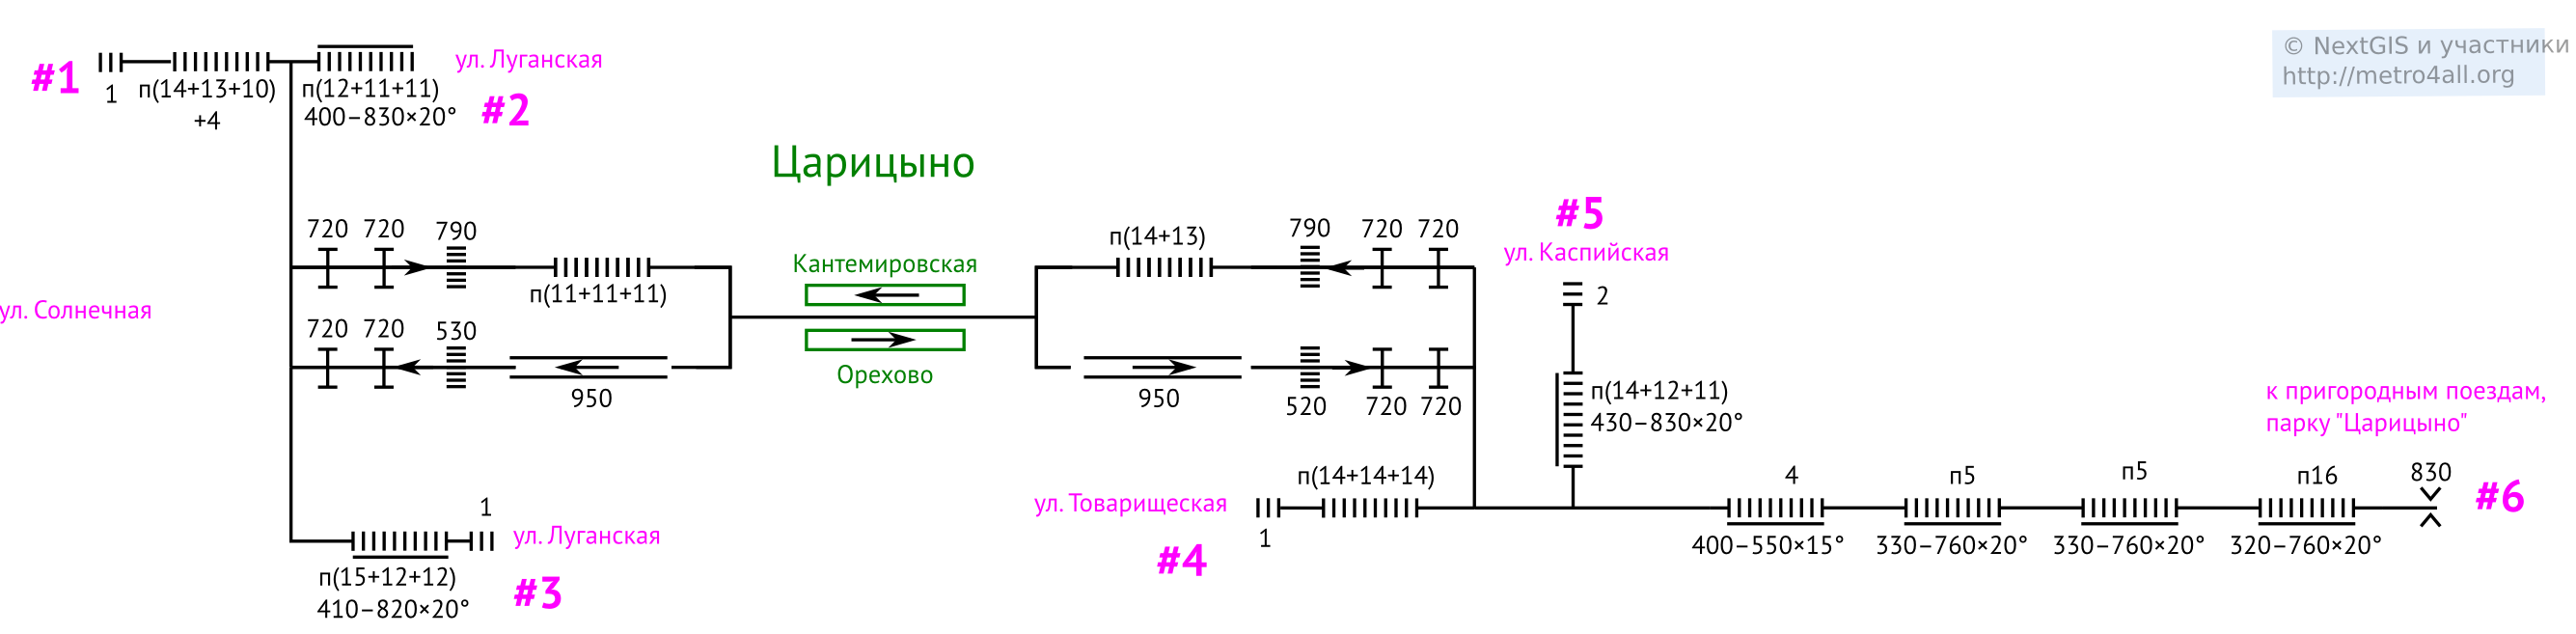 © NextGIS и участники
http://metro4all.org
#1
1
п(14+13+10)
+4
п(12+11+11)
400–830×20°
ул. Луганская
#2
Царицыно
720
720
790
п(11+11+11)
ул. Солнечная
720
720
530
950
Кантемировская
Орехово
п(14+13)
790
720
720
950
520
720
720
#5
ул. Каспийская
2
п(14+12+11)
430–830×20°
1
ул. Луганская
п(15+12+12)
410–820×20°
#3
ул. Товарищеская
п(14+14+14)
1
#4
4
400–550×15°
п5
330–760×20°
п5
330–760×20°
п16
320–760×20°
к пригородным поездам,
парку "Царицыно"
830
#6